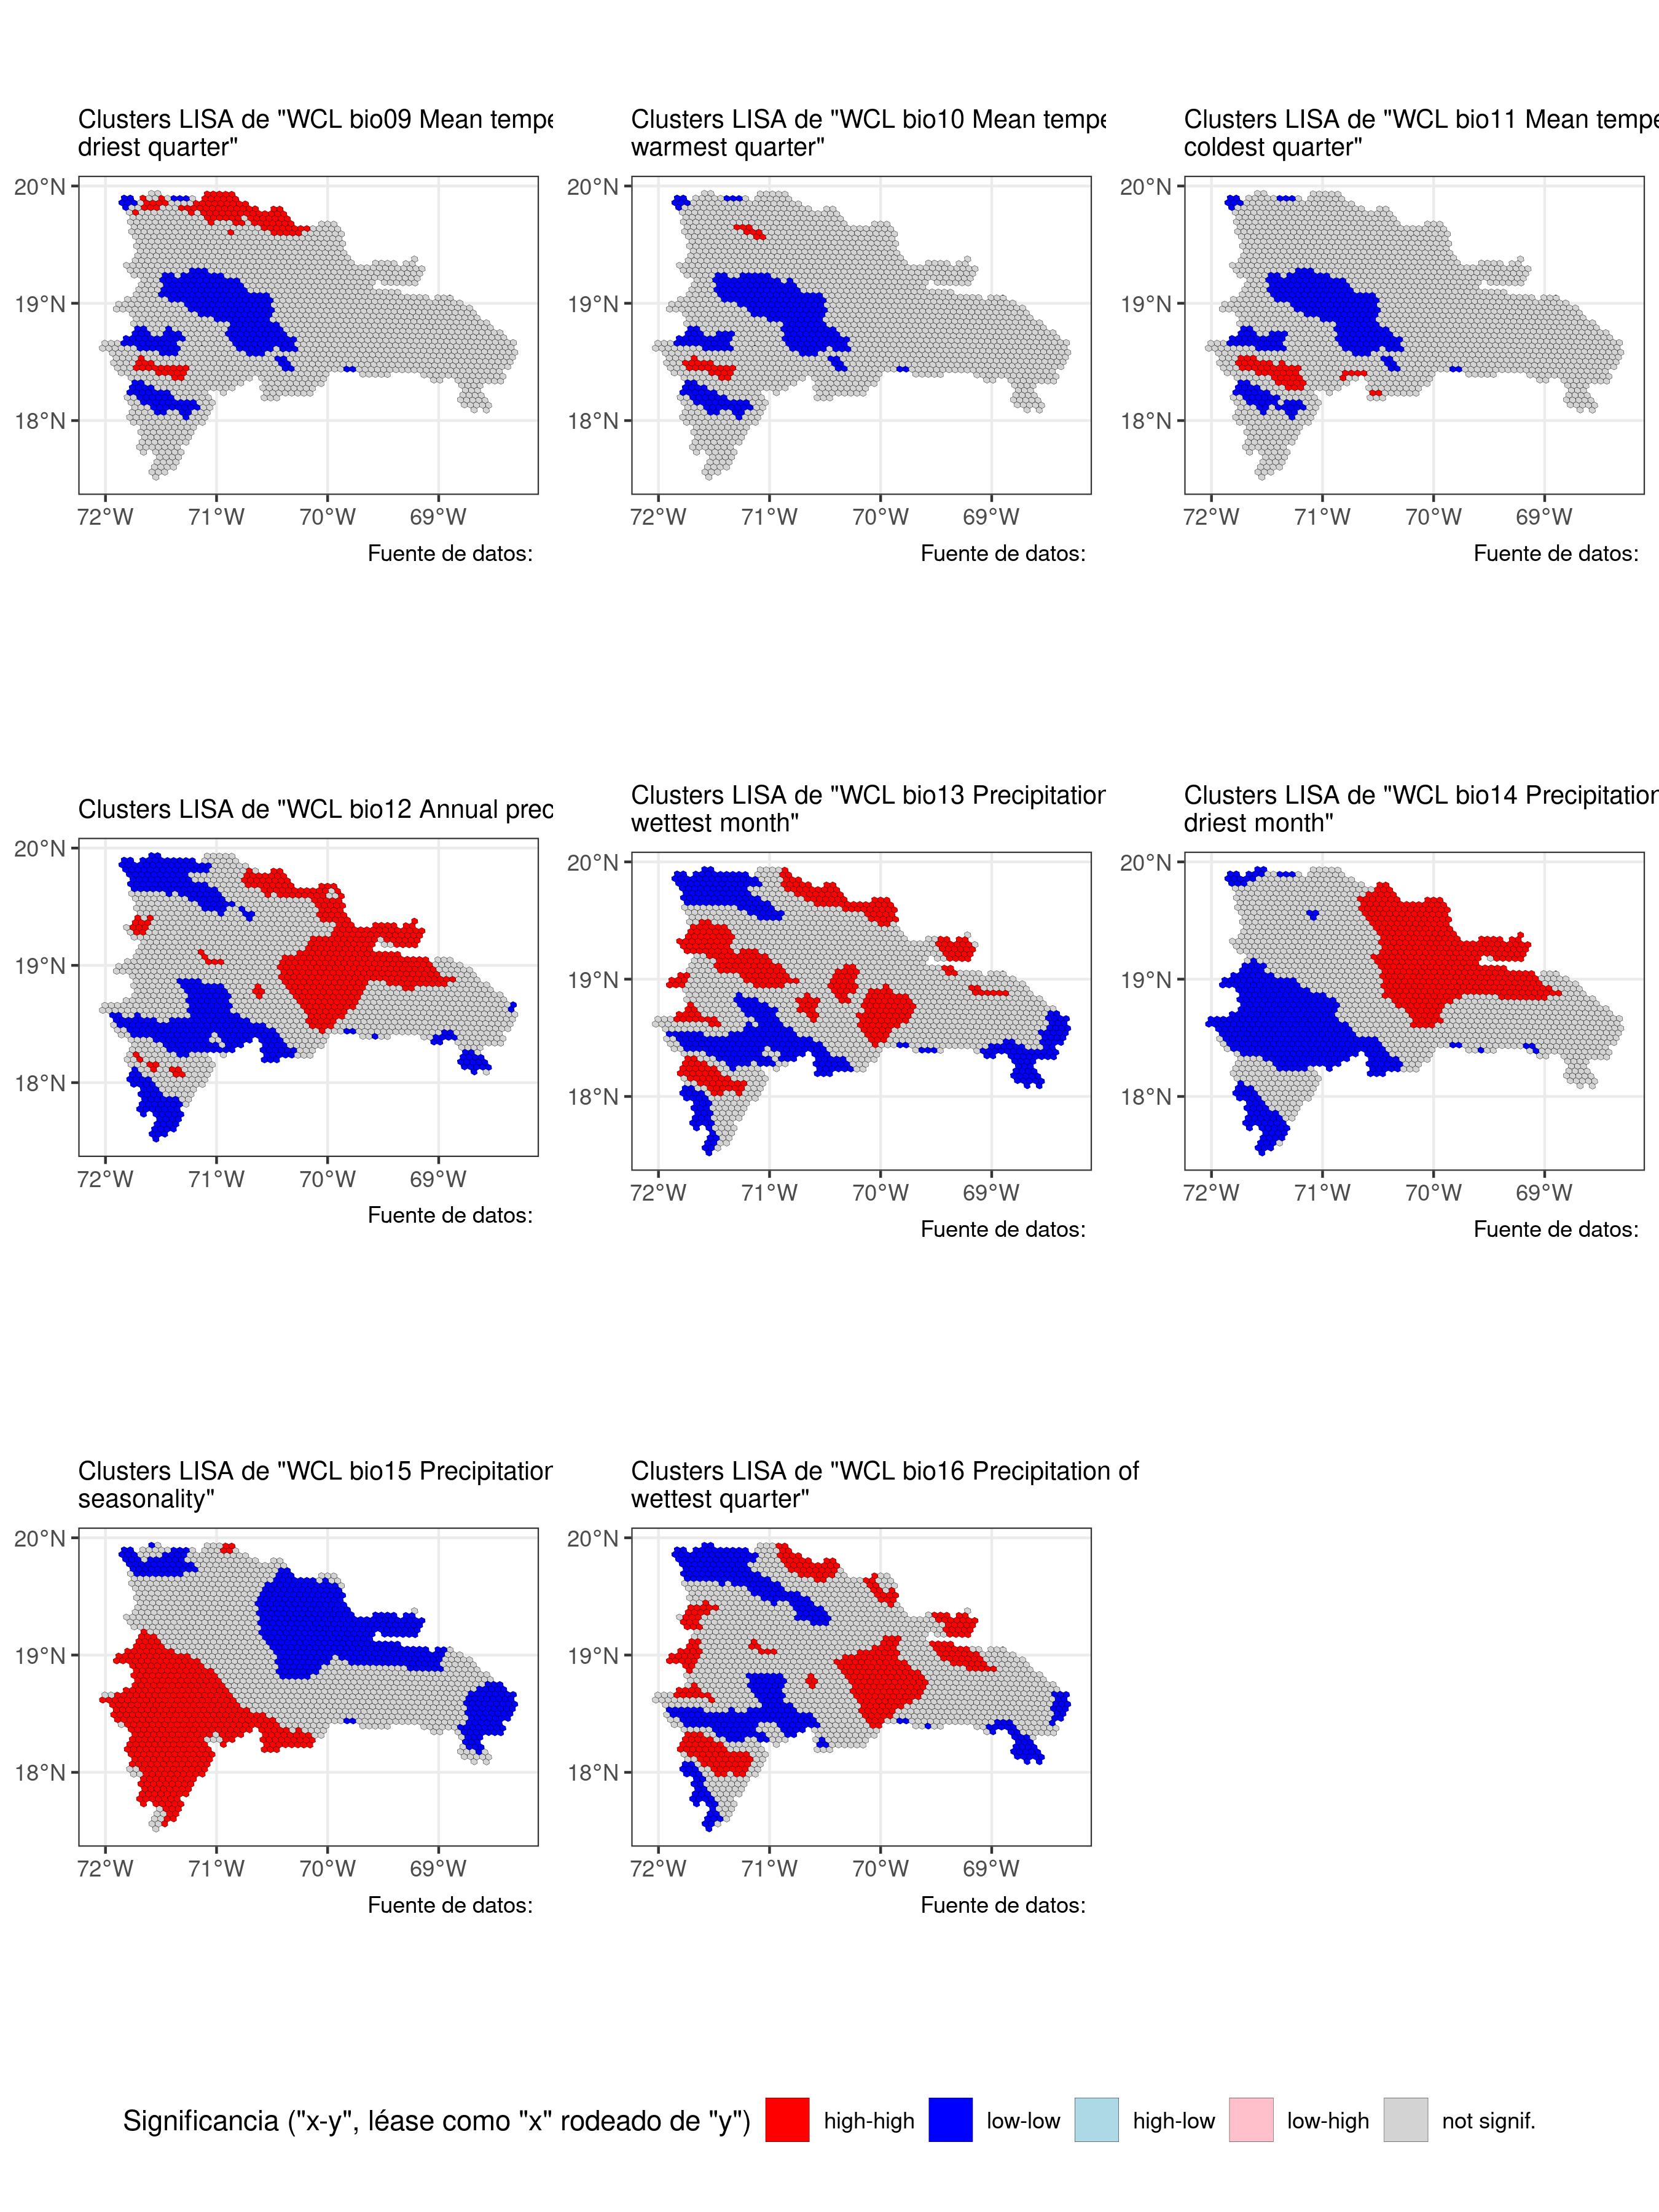 Clusters LISA de "WCL bio09 Mean tempe
driest quarter"
20°N
19°N
18°N
72°W 71°W 70°W 69°W
Fuente de datos:
Clusters LISA de "WCL bio10 Mean tempe
warmest quarter"
20°N
19°N
18°N
72°W 71°W 70°W 69°W
Fuente de datos:
Clusters LISA de "WCL bio11 Mean tempe
coldest quarter"
20°N
19°N
18°N
72°W 71°W 70°W 69°W
Fuente de datos:
Clusters LISA de "WCL bio12 Annual prec
20°N
19°N
18°N
72°W 71°W 70°W 69°W
Fuente de datos:
Clusters LISA de "WCL bio13 Precipitation
wettest month"
20°N
19°N
18°N
72°W 71°W 70°W 69°W
Fuente de datos:
Clusters LISA de "WCL bio14 Precipitation
driest month"
20°N
19°N
18°N
72°W 71°W 70°W 69°W
Fuente de datos:
Clusters LISA de "WCL bio15 Precipitation
seasonality"
20°N
19°N
18°N
72°W 71°W 70°W 69°W
Fuente de datos:
Clusters LISA de "WCL bio16 Precipitation of
wettest quarter"
20°N
19°N
18°N
72°W 71°W 70°W 69°W
Fuente de datos:
Significancia ("x-y", léase como "x" rodeado de "y") high-high low-low high-low low-high not signif.